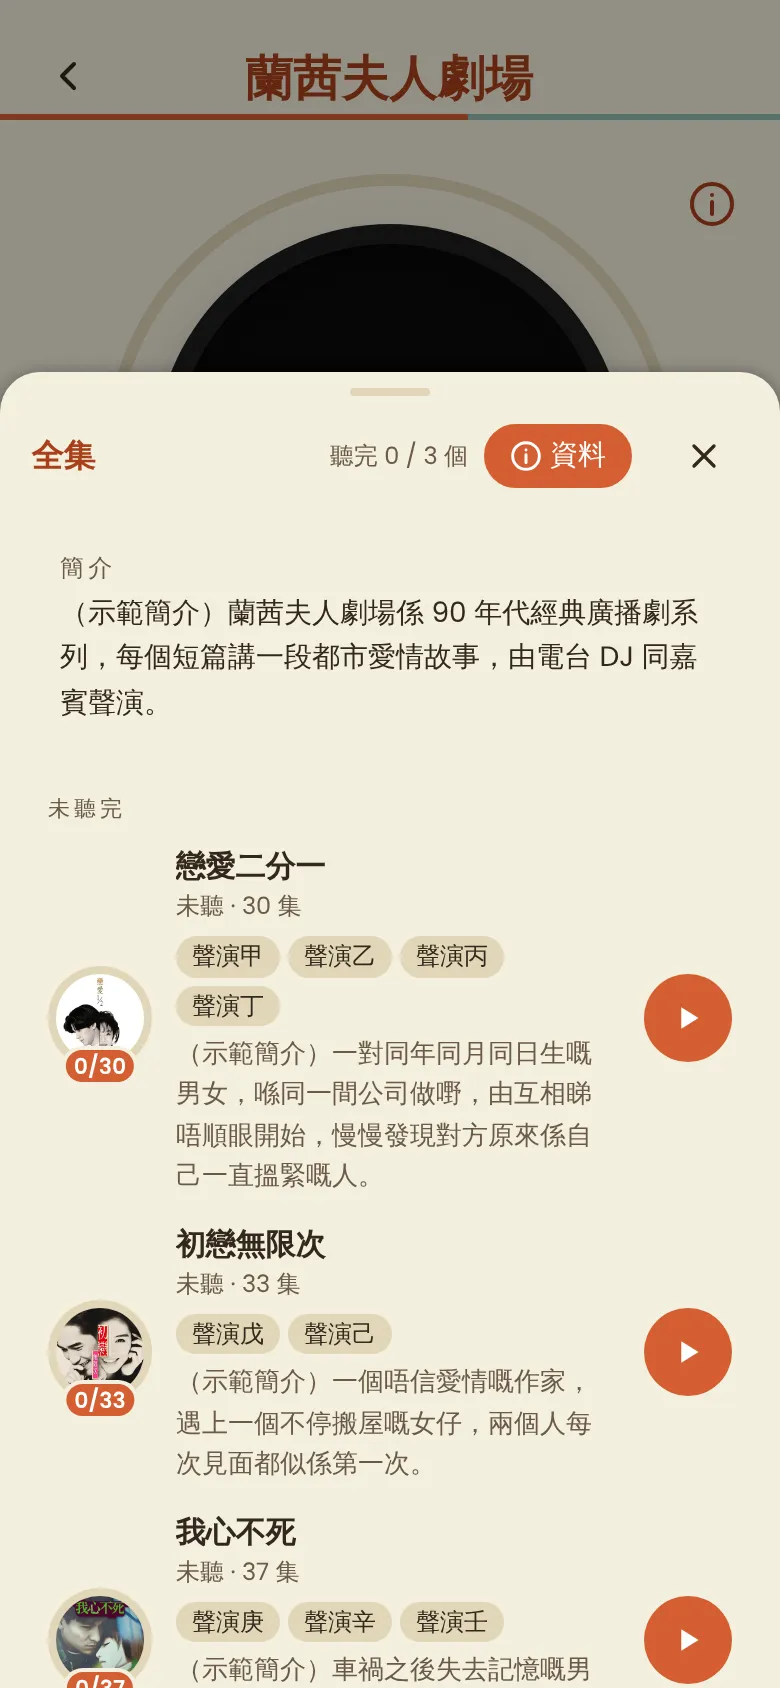 蘭茜夫人劇場
全集
聽完 0 / 3 個
資料
簡介
（示範簡介）蘭茜夫人劇場係 90 年代經典廣播劇系
列，每個短篇講一段都市愛情故事，由電台 DJ 同嘉
賓聲演。
未聽完
戀愛二分一
未聽 · 30 集
聲演甲 聲演乙 聲演丙
聲演丁
（示範簡介）一對同年同月同日生嘅
男女，喺同一間公司做嘢，由互相睇
唔順眼開始，慢慢發現對方原來係自
己一直搵緊嘅人。
戀愛½
0/30
初戀無限次
未聽 · 33 集
聲演戊 聲演己
（示範簡介）一個唔信愛情嘅作家，
遇上一個不停搬屋嘅女仔，兩個人每
次見面都似係第一次。
初戀
0/33
我心不死
未聽 · 37 集
聲演庚 聲演辛 聲演壬
（示範簡介）車禍之後失去記憶嘅男
我心不死
0/37